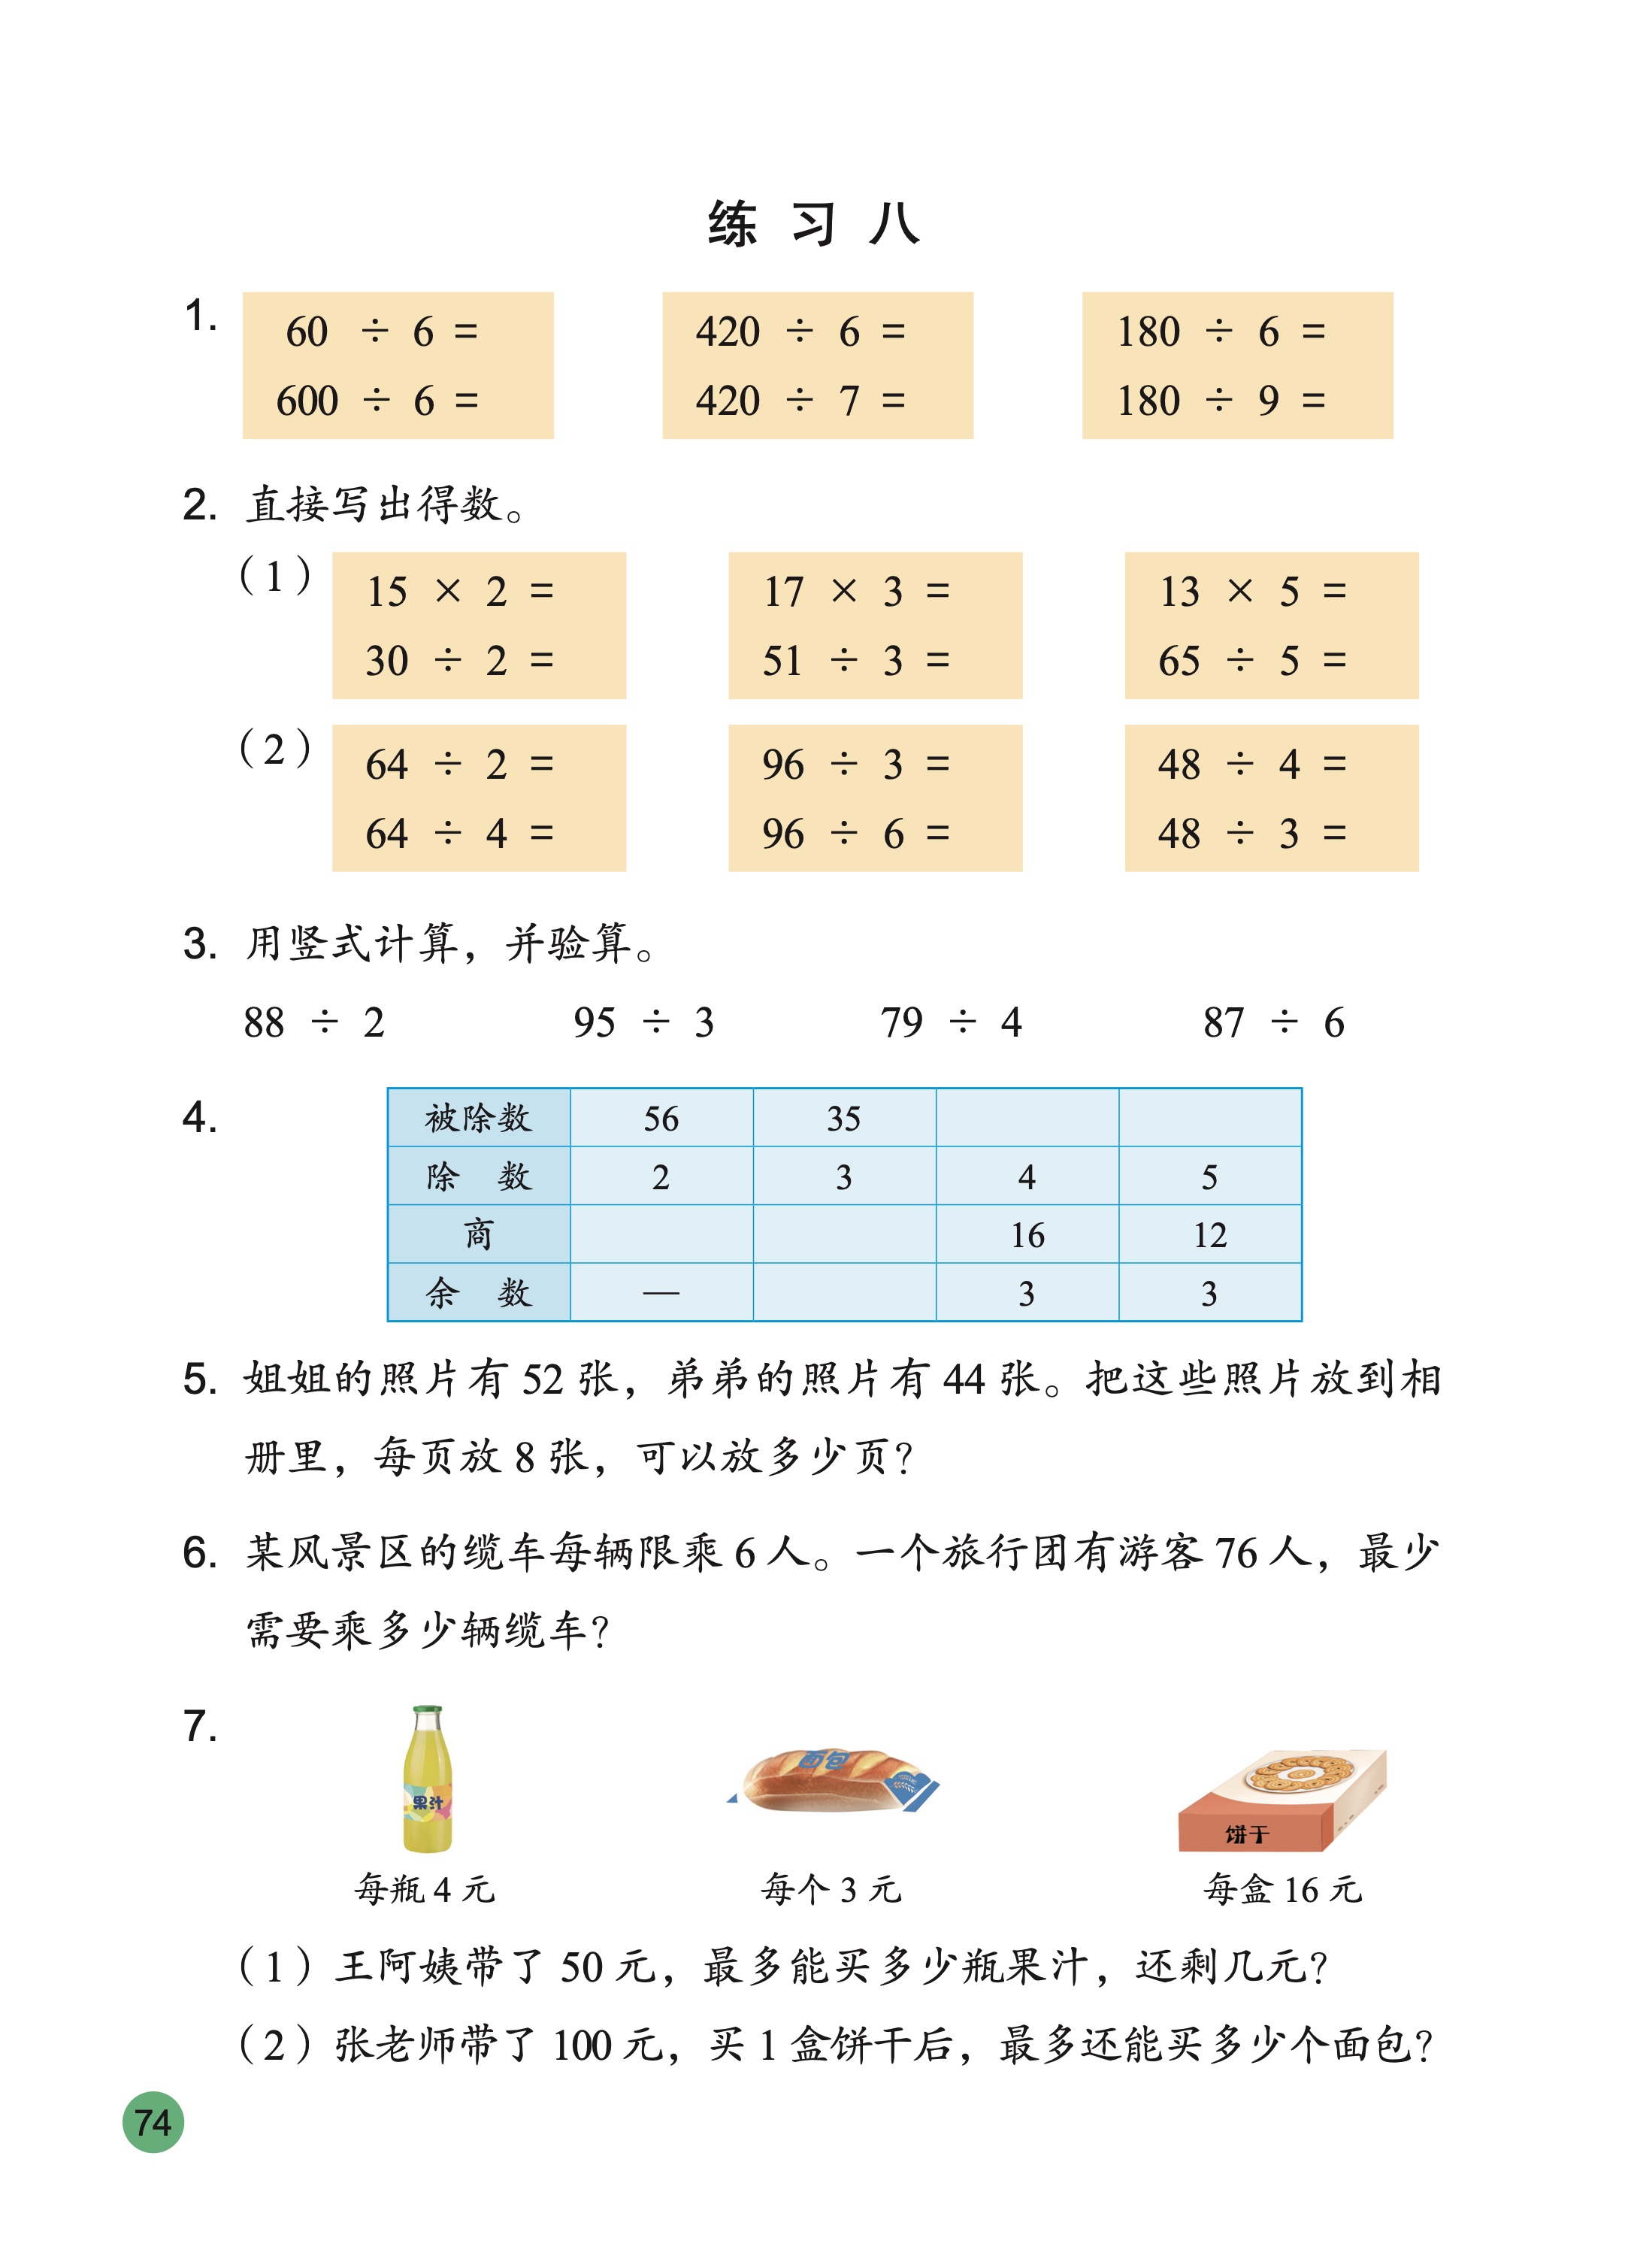 练 习 八
1. 60 ÷ 6 = 420 ÷ 6 = 180 ÷ 6 =
600 ÷ 6 = 420 ÷ 7 = 180 ÷ 9 =
2. 直接写出得数。
（1） 15 × 2 = 17 × 3 = 13 × 5 =
30 ÷ 2 = 51 ÷ 3 = 65 ÷ 5 =
（2） 64 ÷ 2 = 96 ÷ 3 = 48 ÷ 4 =
64 ÷ 4 = 96 ÷ 6 = 48 ÷ 3 =
3. 用竖式计算，并验算。
88 ÷ 2 95 ÷ 3 79 ÷ 4 87 ÷ 6
4. 被除数 56 35
除 数 2 3 4 5
商 16 12
余 数 — 3 3
5. 姐姐的照片有 52 张，弟弟的照片有 44 张。把这些照片放到相
册里，每页放 8 张，可以放多少页？
6. 某风景区的缆车每辆限乘 6 人。一个旅行团有游客 76 人，最少
需要乘多少辆缆车？
7.
果汁 面包 饼干
每瓶 4 元 每个 3 元 每盒 16 元
（1）王阿姨带了 50 元，最多能买多少瓶果汁，还剩几元？
（2）张老师带了 100 元，买 1 盒饼干后，最多还能买多少个面包？
74